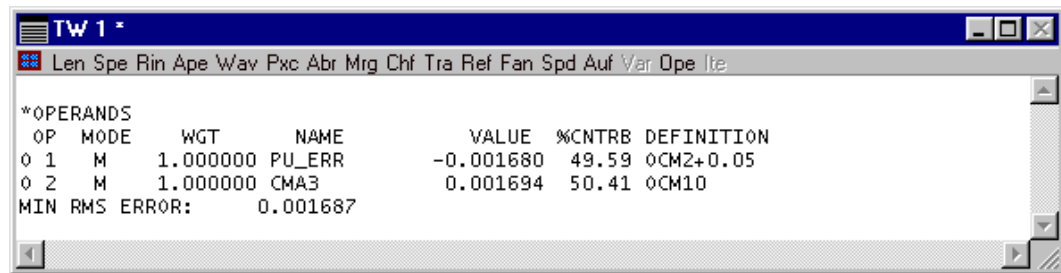 TW 1 *
Len Spe Rin Ape Wav Pxc Abr Mrg Chf Tra Ref Fan Spd Auf Var Ope Ite
*OPERANDS
OP MODE WGT NAME VALUE %CNTRB DEFINITION
O 1 M 1.000000 PU_ERR -0.001680 49.59 OCM2+0.05
O 2 M 1.000000 CMA3 0.001694 50.41 OCM10
MIN RMS ERROR: 0.001687